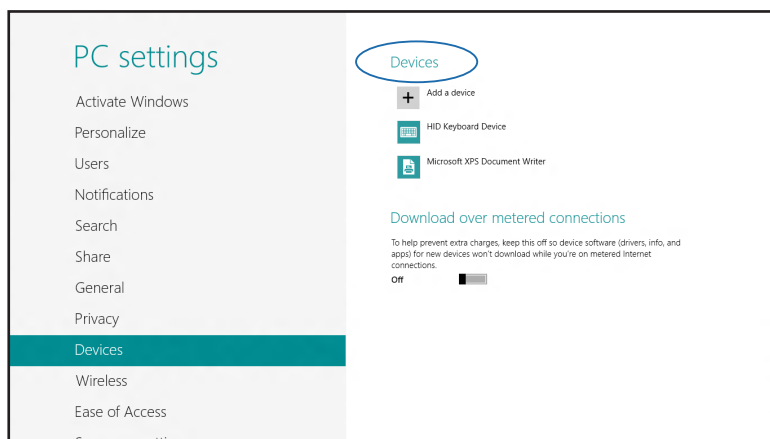 PC settings
Activate Windows
Personalize
Users
Notifications
Search
Share
General
Privacy
Devices
Wireless
Ease of Access
Devices
Add a device
HID Keyboard Device
Microsoft XPS Document Writer
Download over metered connections
To help prevent extra charges, keep this off so device software (drivers, info, and
apps) for new devices won't download while you're on metered Internet
connections.
Off